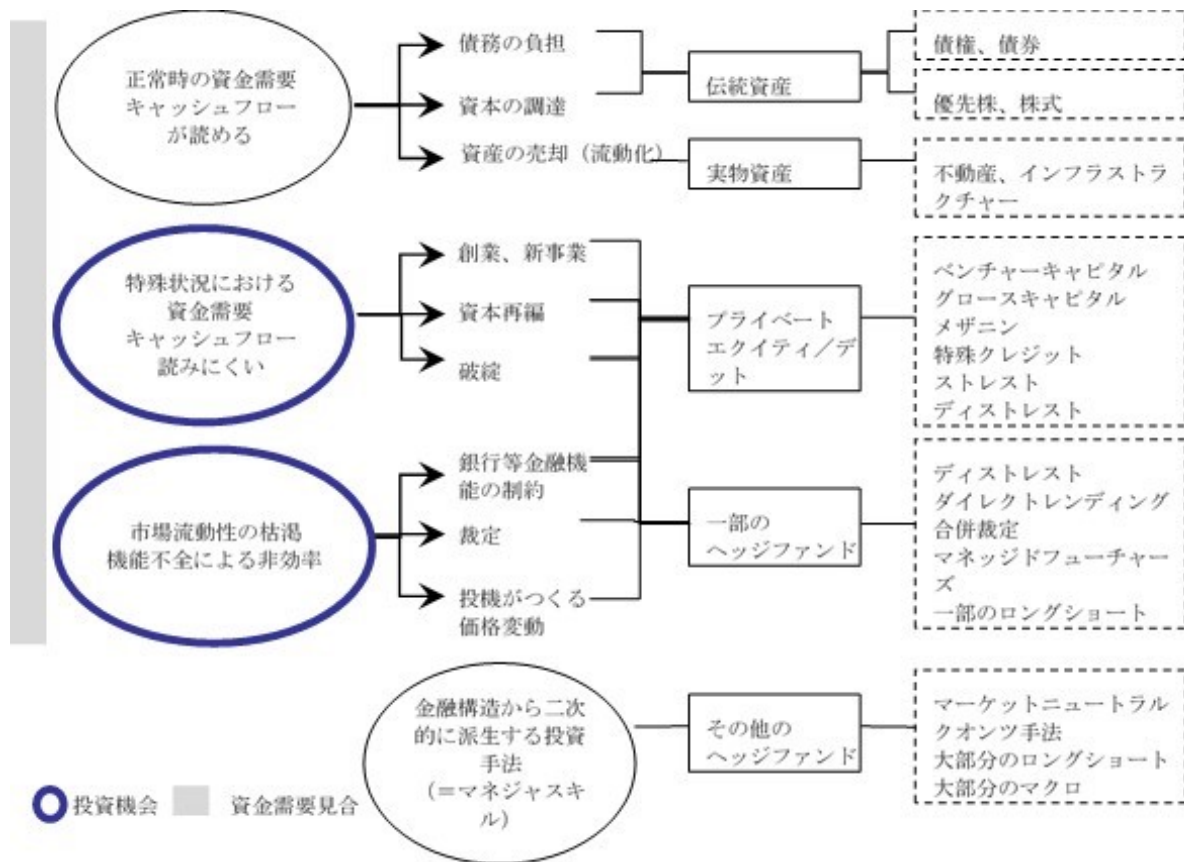 正常時の資金需要
キャッシュフロー
が読める
債務の負担
資本の調達
資産の売却（流動化）
伝統資産
実物資産
債権、債券
優先株、株式
不動産、インフラストラ
クチャー
特殊状況における
資金需要
キャッシュフロー
読みにくい
創業、新事業
資本再編
破綻
プライベート
エクイティ／デ
ット
ベンチャーキャピタル
グロースキャピタル
メザニン
特殊クレジット
ストレスト
ディストレスト
市場流動性の枯渇
機能不全による非効率
銀行等金融機
能の制約
裁定
投機がつくる
価格変動
一部の
ヘッジファンド
ディストレスト
ダイレクトレンディング
合併裁定
マネッジドフューチャー
ズ
一部のロングショート
金融構造から二次
的に派生する投資
手法
（＝マネジャスキ
ル）
その他の
ヘッジファンド
マーケットニュートラル
クオンツ手法
大部分のロングショート
大部分のマクロ
投資機会
資金需要見合